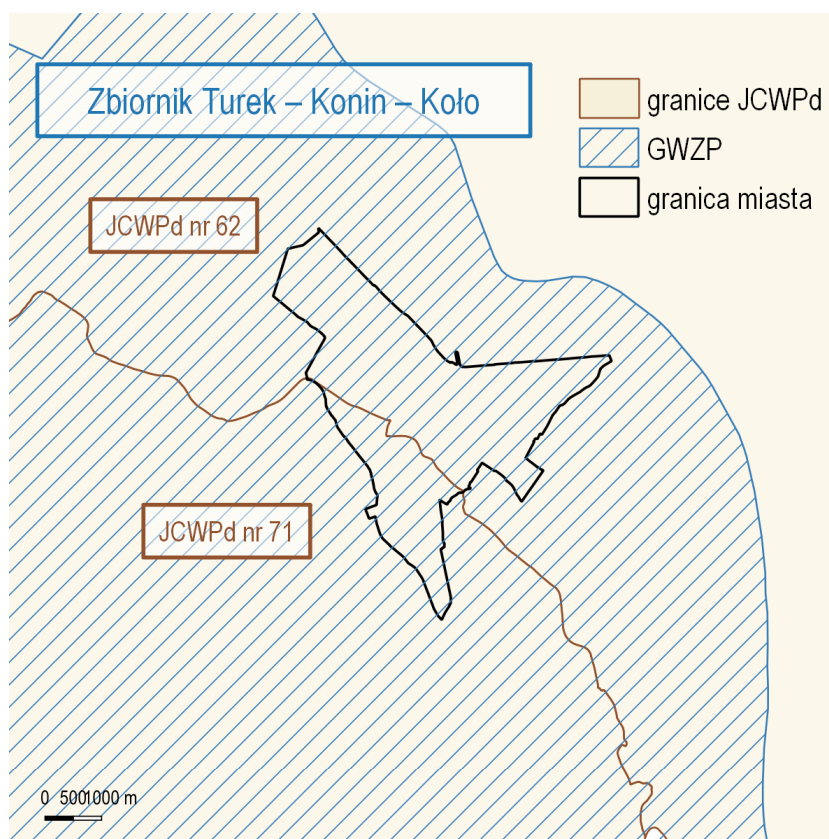 Zbiornik Turek – Konin – Koło
granice JCWPd
GWZP
granica miasta
JCWPd nr 62
JCWPd nr 71
0 5001000 m